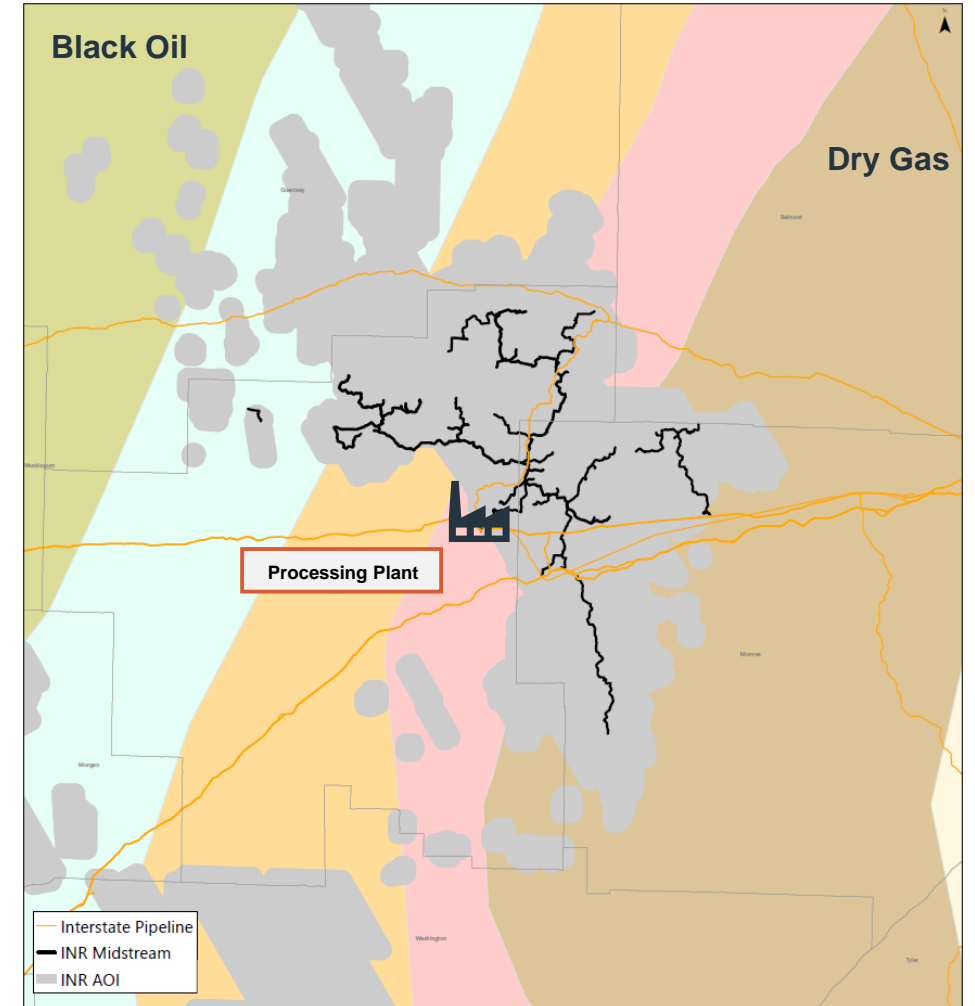 N
Black Oil
Dry Gas
Guernsey
Belmont
Muskingum
Processing Plant
Monroe
Morgan
Washington
Tyler
Interstate Pipeline
INR Midstream
INR AOI